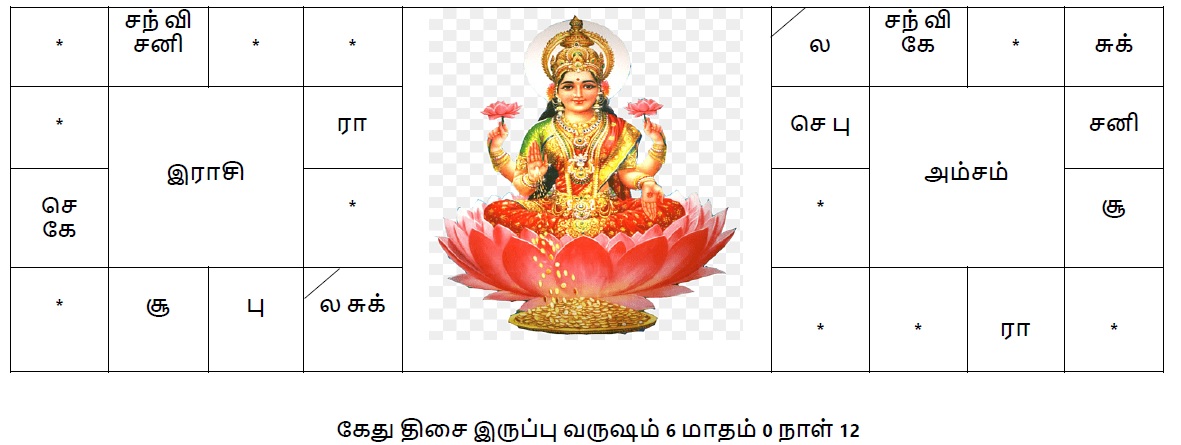 * சந் வி சனி * * ல சந் வி கே * சுக்
* ரா செ பு சனி
இராசி அம்சம்
செ கே * * சூ
* சூ பு ல சுக் * * ரா *
கேது திசை இருப்பு வருஷம் 6 மாதம் 0 நாள் 12